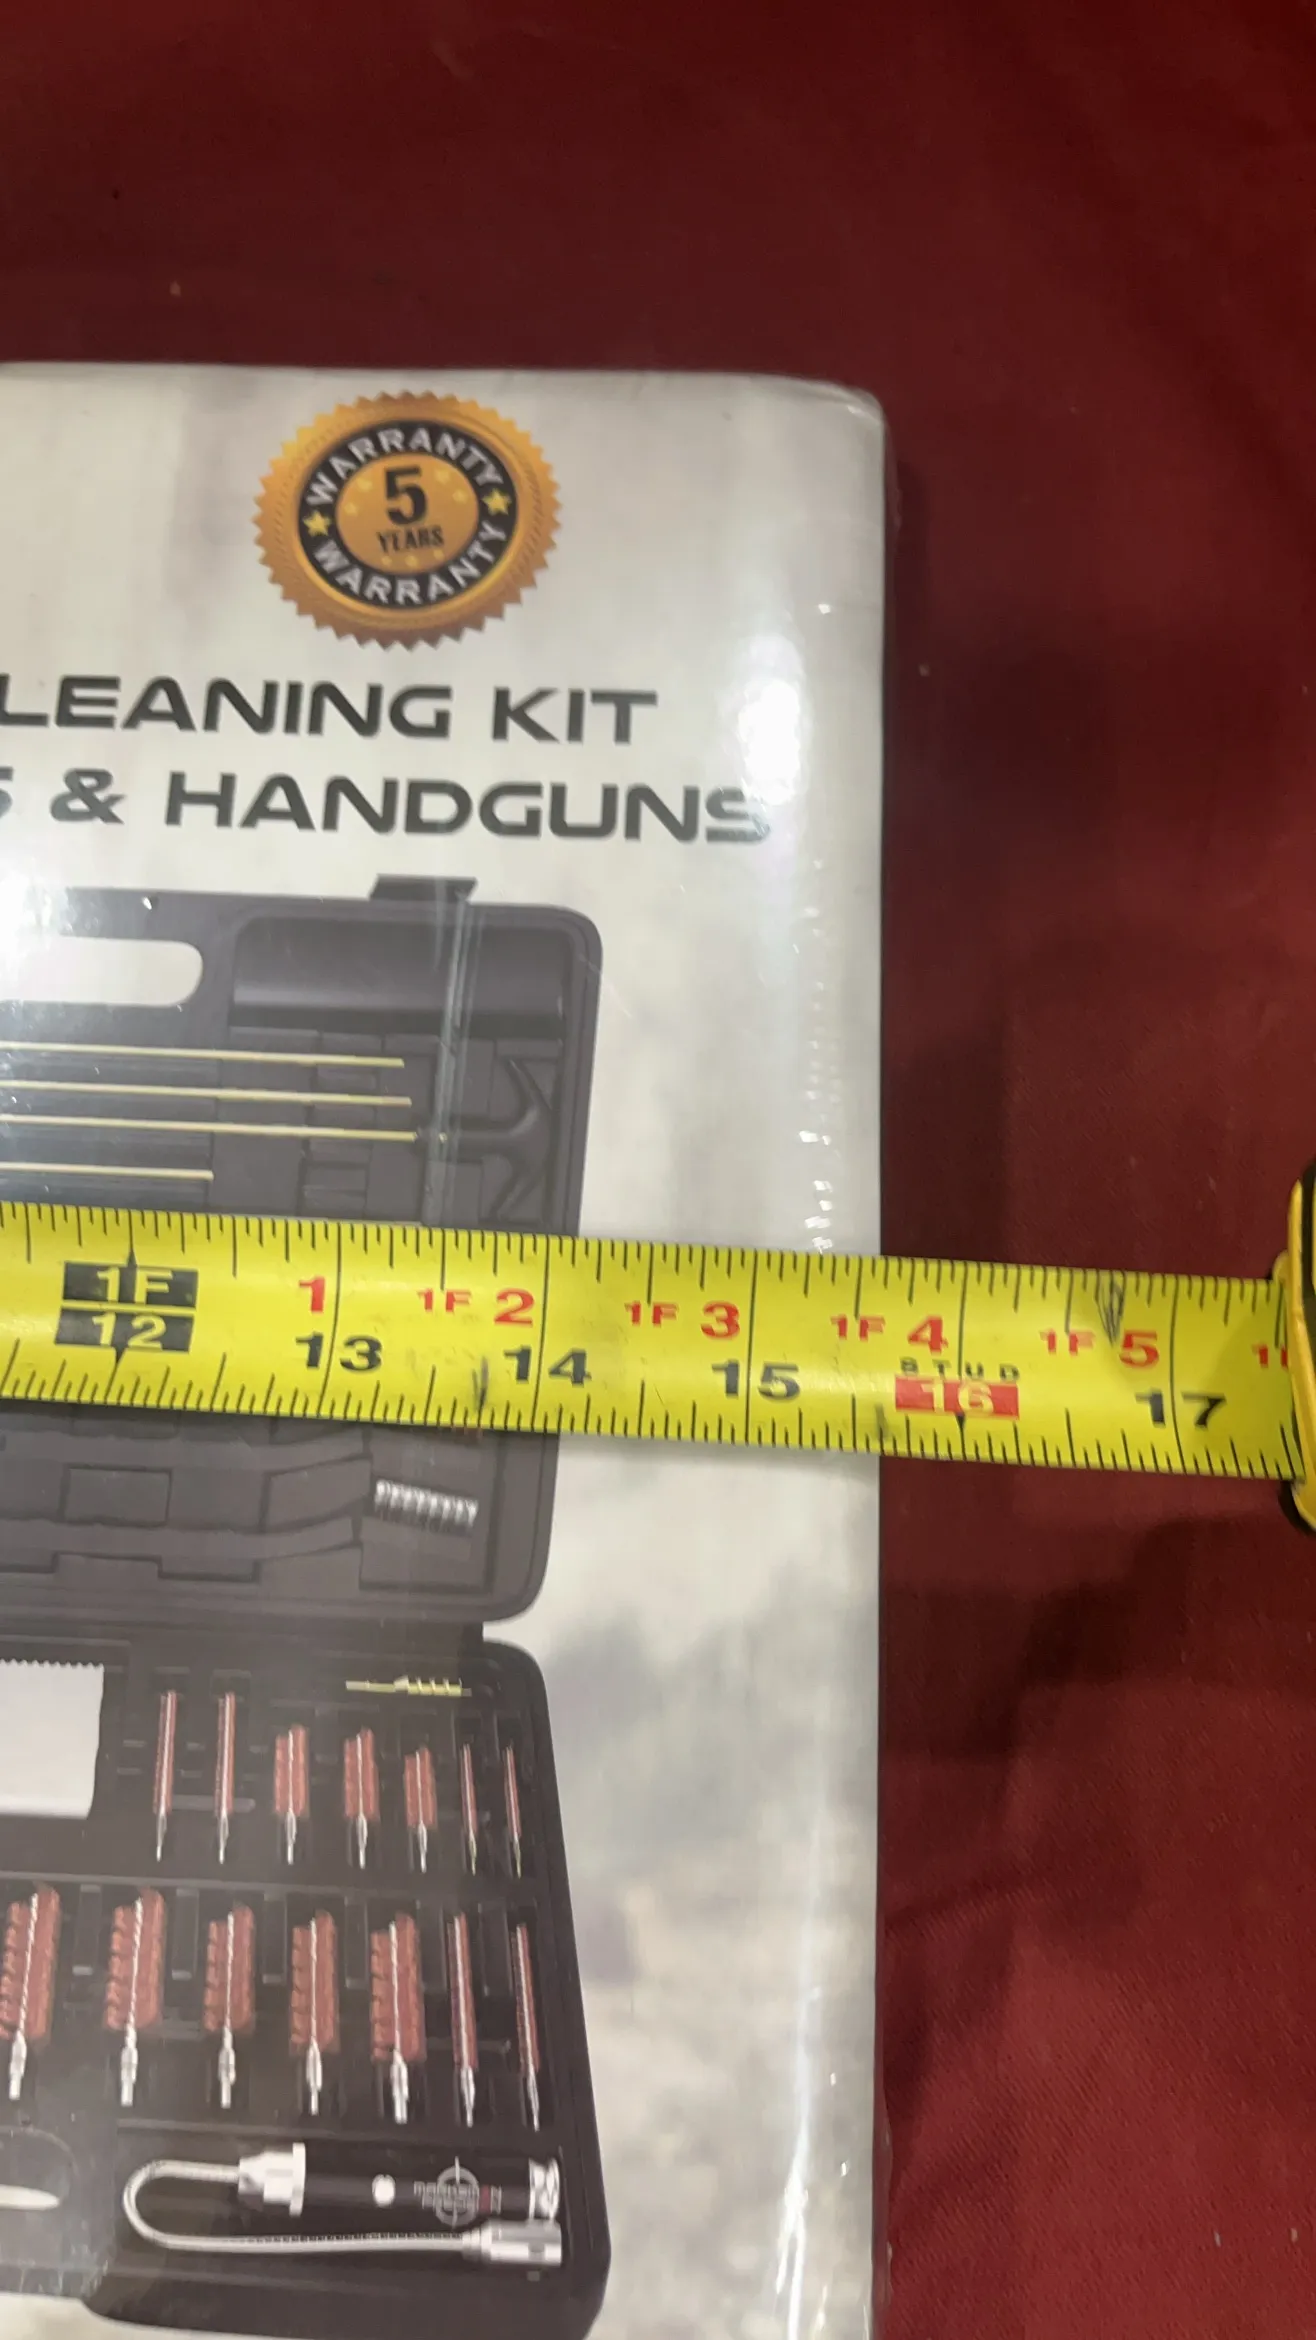 WARRANTY
5
YEARS
WARRANTY
LEANING KIT
& HANDGUNS
1F 1 1F 2 1F 3 1F 4 1F 5
12 13 14 15 STUD 16 17